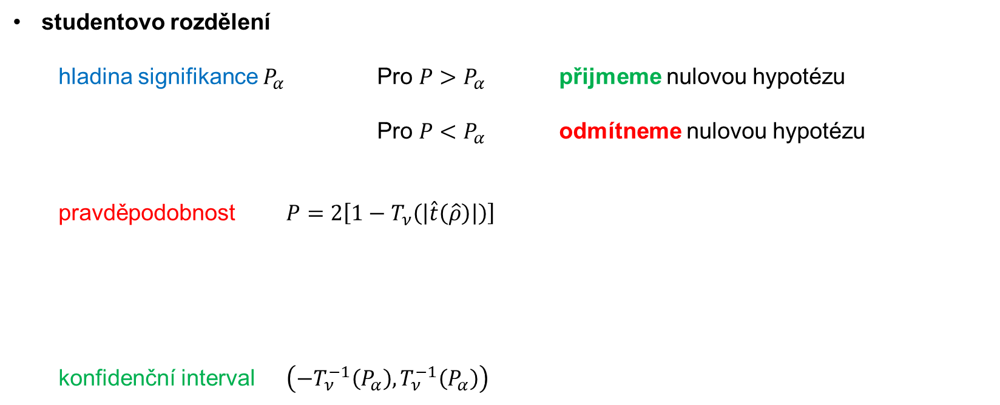 • studentovo rozdělení
hladina signifikance $P_\alpha$ Pro $P > P_\alpha$ přijmeme nulovou hypotézu
Pro $P < P_\alpha$ odmítneme nulovou hypotézu
pravděpodobnost $P = 2[1 - T_\nu(|\hat{t}(\hat{\rho})|)]$
konfidenční interval $(-T_\nu^{-1}(P_\alpha), T_\nu^{-1}(P_\alpha))$